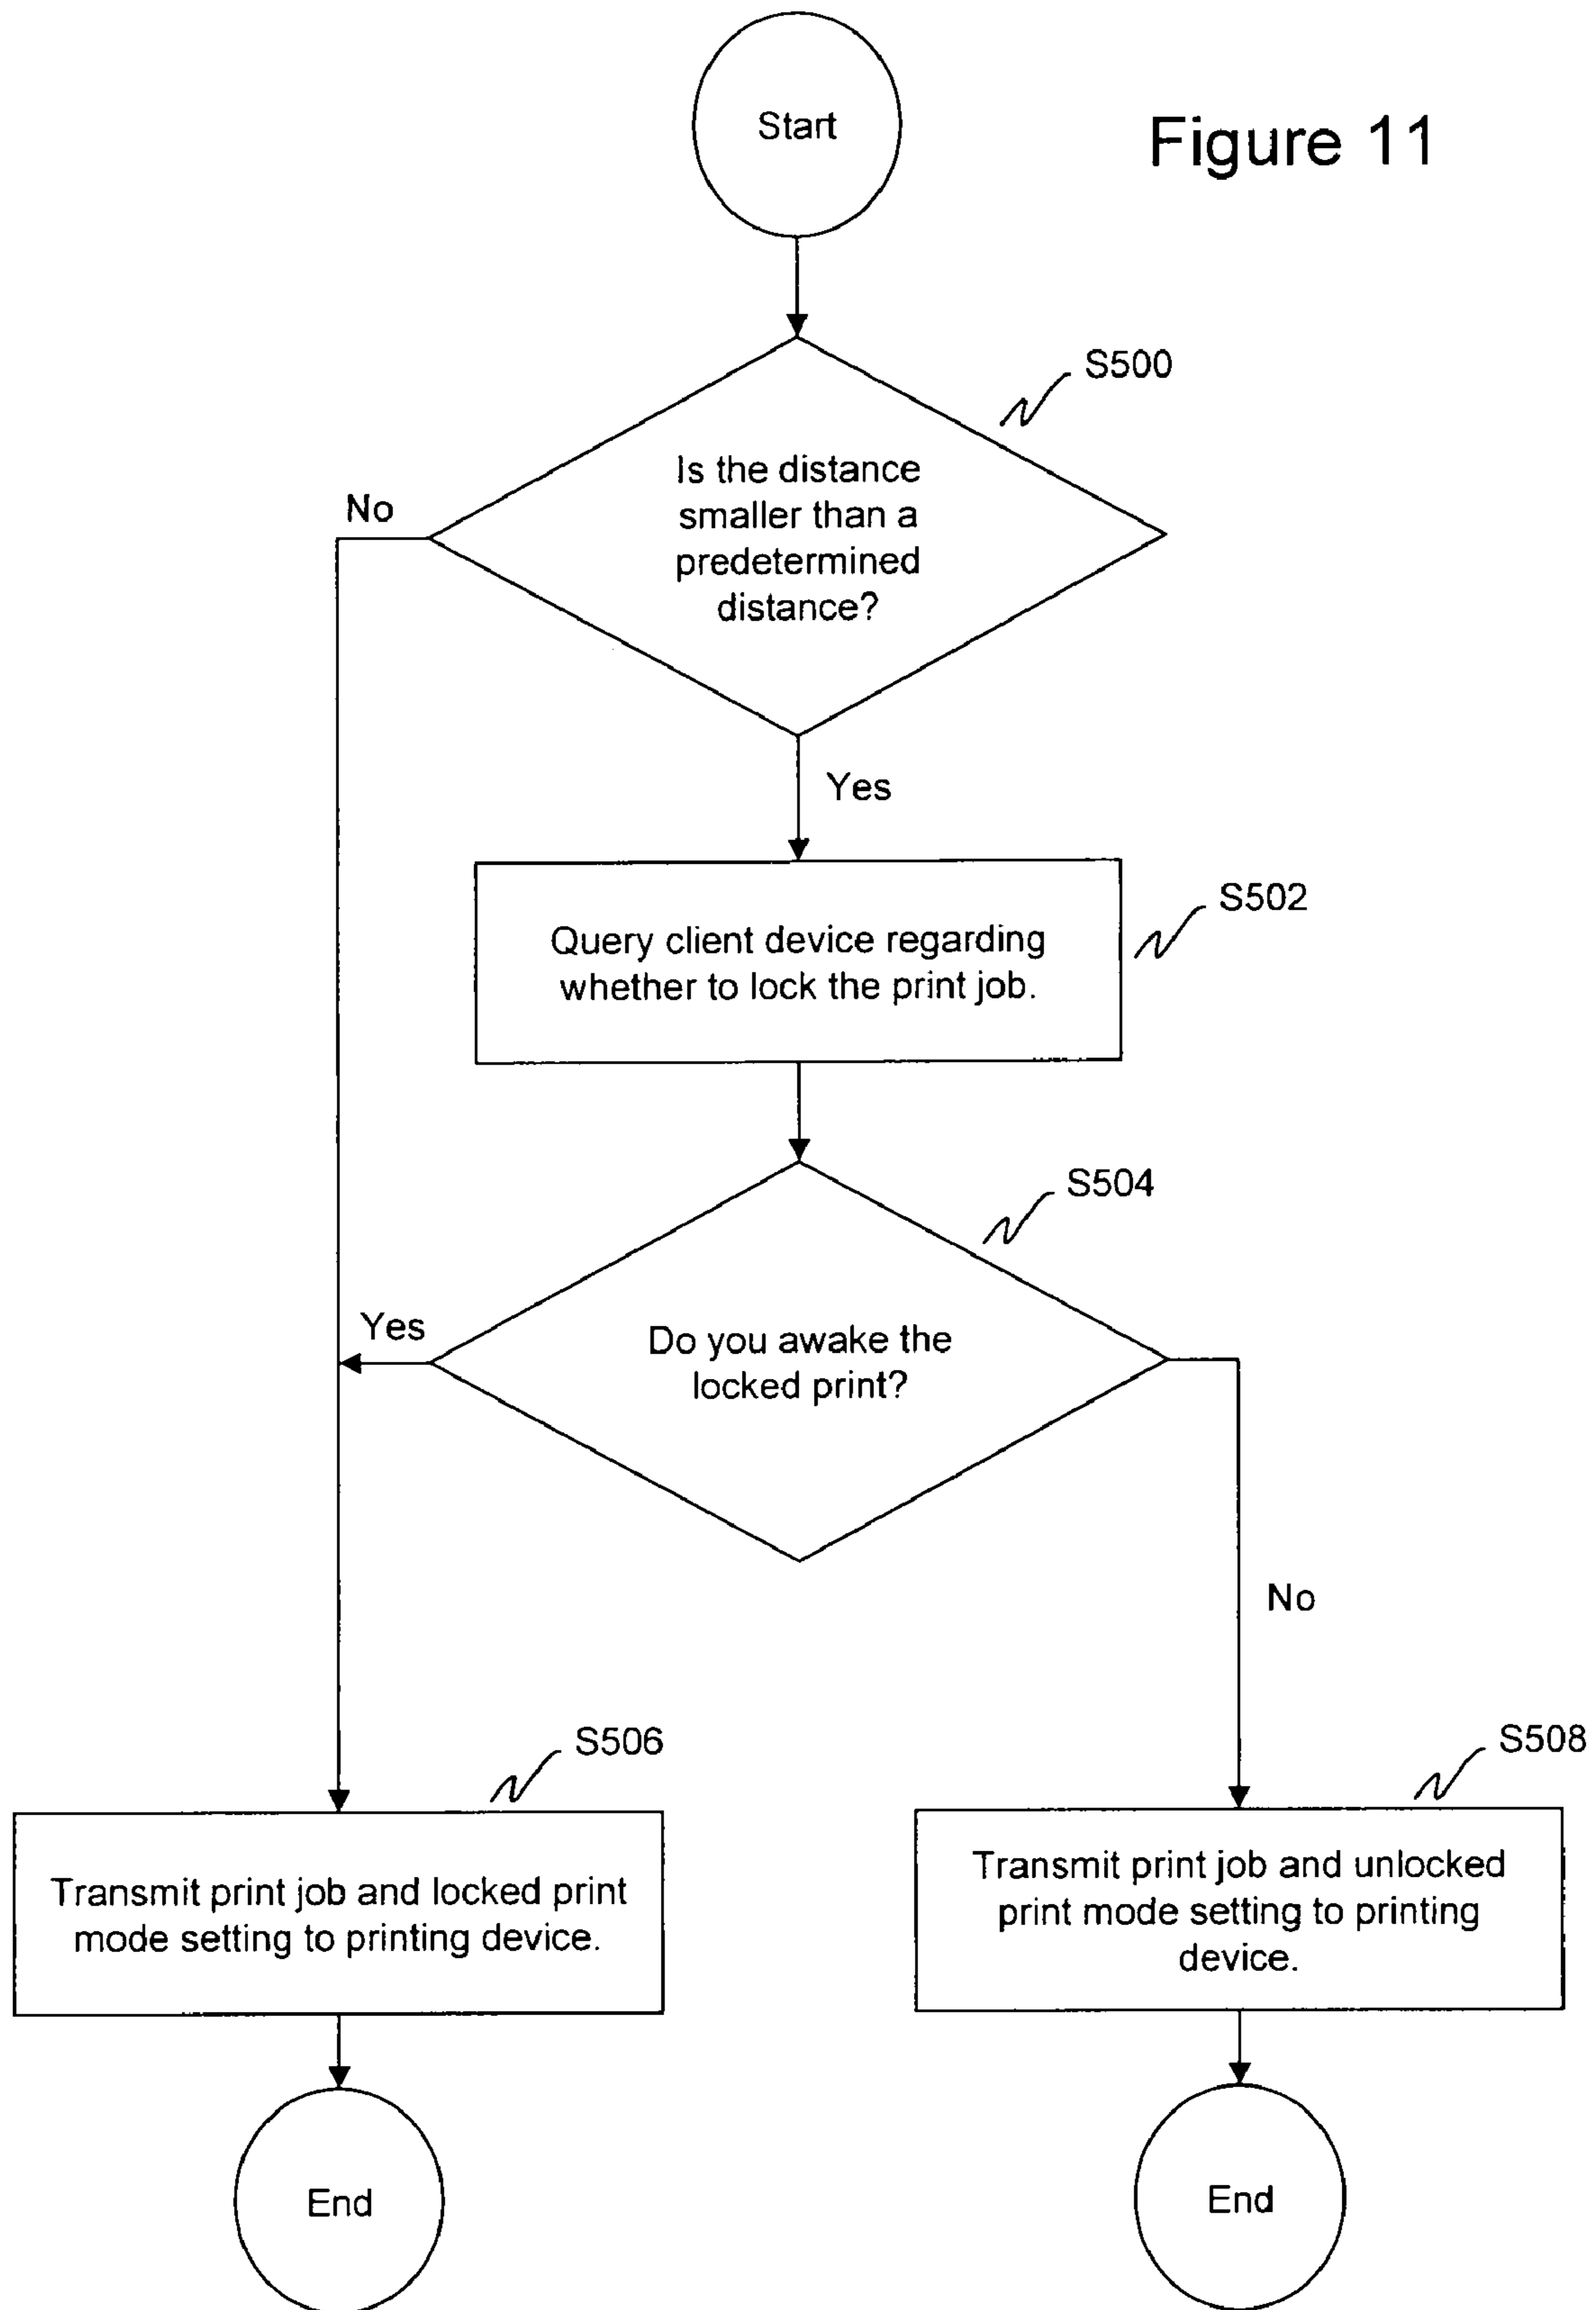 Start
Figure 11
S500
Is the distance
smaller than a
predetermined
distance?
No
Yes
S502
Query client device regarding
whether to lock the print job.
S504
Yes
Do you awake the
locked print?
No
S506
S508
Transmit print job and locked print
mode setting to printing device.
Transmit print job and unlocked
print mode setting to printing
device.
End
End